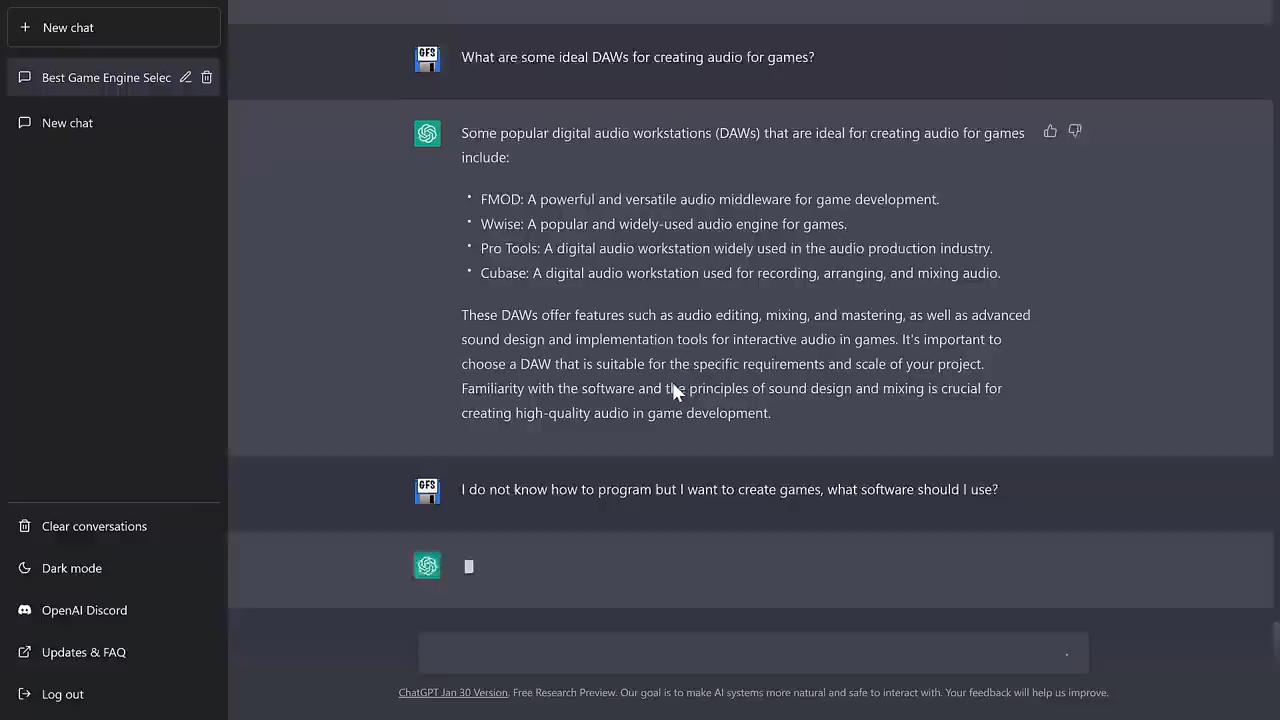 New chat
Best Game Engine Selec
New chat
Clear conversations
Dark mode
OpenAI Discord
Updates & FAQ
Log out
GFS
What are some ideal DAWs for creating audio for games?
Some popular digital audio workstations (DAWs) that are ideal for creating audio for games
include:
• FMOD: A powerful and versatile audio middleware for game development.
• Wwise: A popular and widely-used audio engine for games.
• Pro Tools: A digital audio workstation widely used in the audio production industry.
• Cubase: A digital audio workstation used for recording, arranging, and mixing audio.
These DAWs offer features such as audio editing, mixing, and mastering, as well as advanced
sound design and implementation tools for interactive audio in games. It's important to
choose a DAW that is suitable for the specific requirements and scale of your project.
Familiarity with the software and the principles of sound design and mixing is crucial for
creating high-quality audio in game development.
GFS
I do not know how to program but I want to create games, what software should I use?
ChatGPT Jan 30 Version. Free Research Preview. Our goal is to make AI systems more natural and safe to interact with. Your feedback will help us improve.